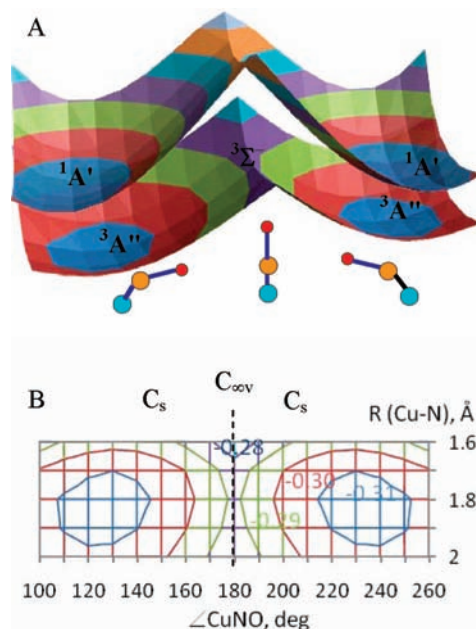 A
³Σ
¹A'
¹A'
³A''
³A''
B
Cₛ
C∞ᵥ
Cₛ
R (Cu-N), Å
-0.28
1.6
-0.30
-0.31
1.8
-0.29
2
100 120 140 160 180 200 220 240 260
∠CuNO, deg